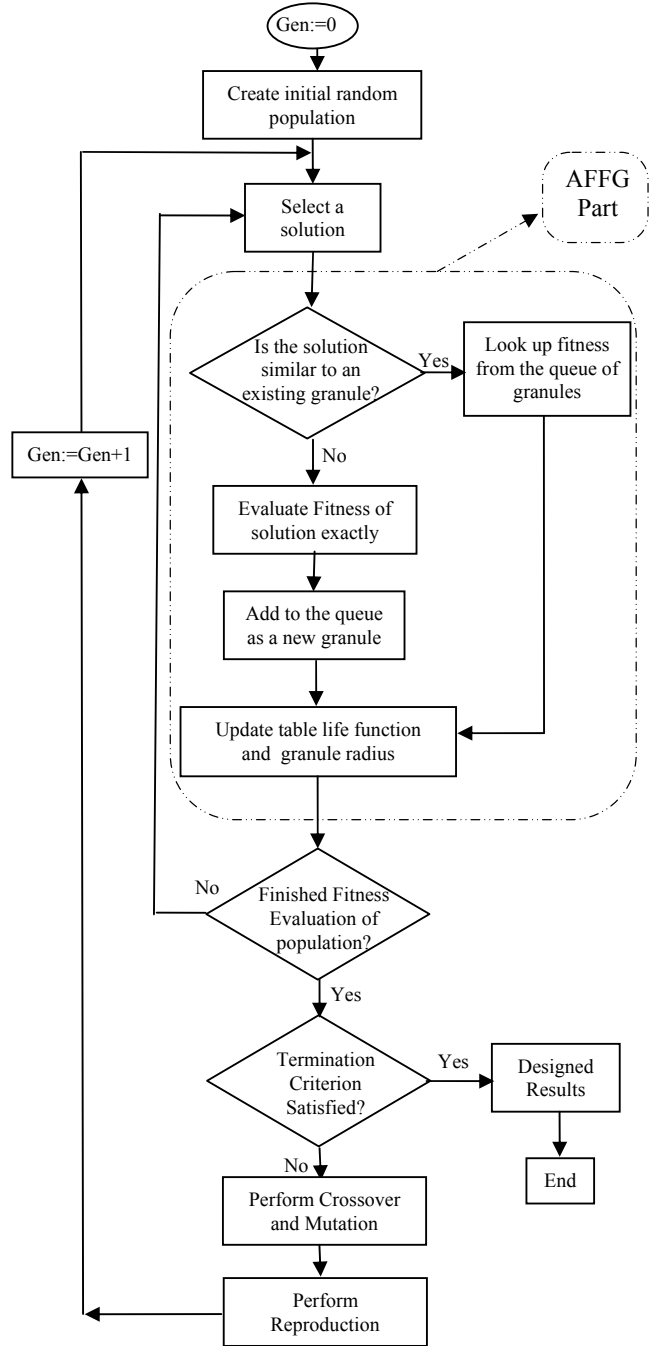 Gen:=0
Create initial random
population
AFFG
Part
Select a
solution
Is the solution
similar to an
existing granule?
Yes
Look up fitness
from the queue of
granules
Gen:=Gen+1
No
Evaluate Fitness of
solution exactly
Add to the queue
as a new granule
Update table life function
and granule radius
No
Finished Fitness
Evaluation of
population?
Yes
Termination
Criterion
Satisfied?
Yes
Designed
Results
End
No
Perform Crossover
and Mutation
Perform
Reproduction